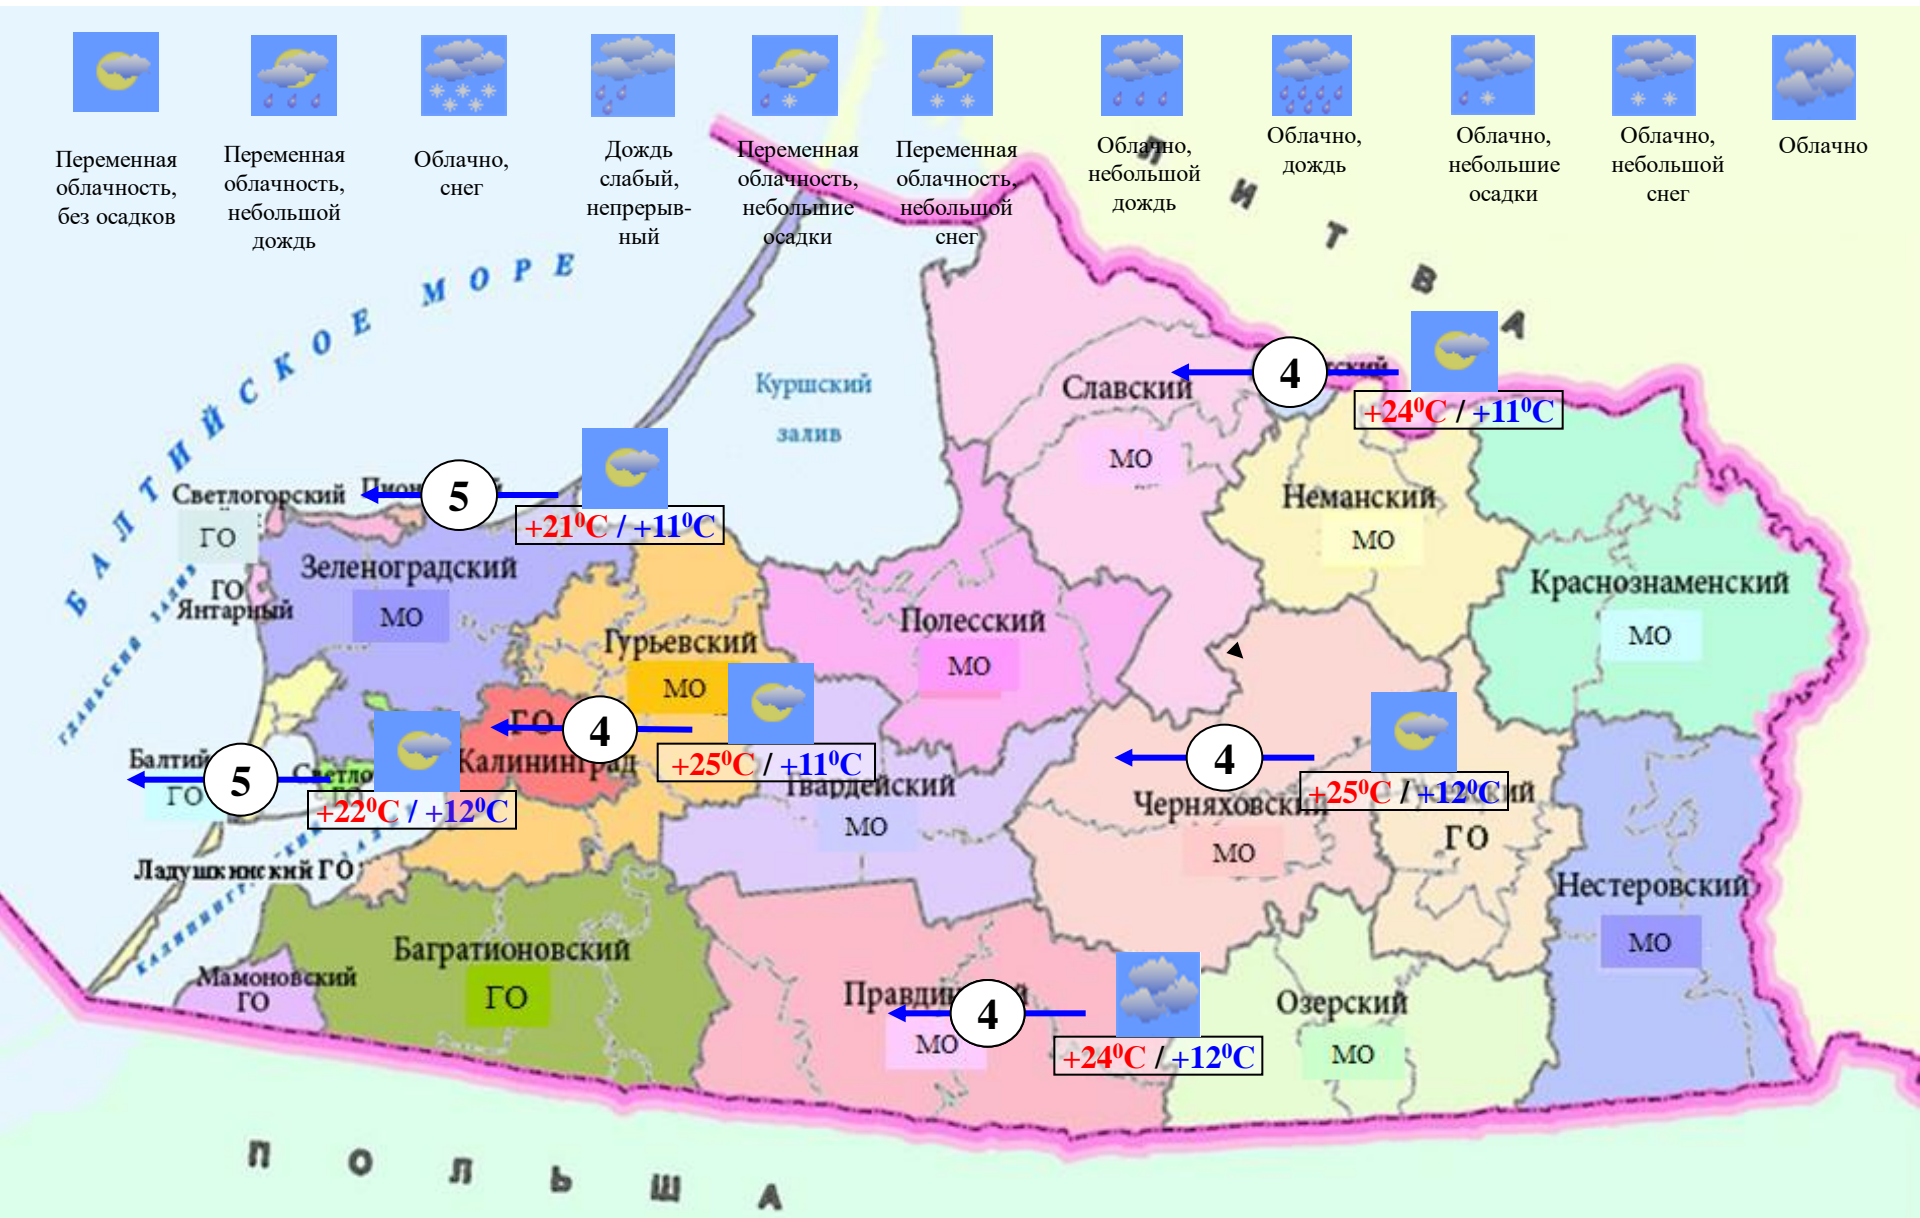 Переменная
облачность,
без осадков
Переменная
облачность,
небольшой
дождь
Облачно,
снег
Дождь
слабый,
непрерыв-
ный
Переменная
облачность,
небольшие
осадки
Переменная
облачность,
небольшой
снег
Облачно,
небольшой
дождь
Облачно,
дождь
Облачно,
небольшие
осадки
Облачно,
небольшой
снег
Облачно
ЛИТВА
БАЛТИЙСКОЕ МОРЕ
Куршский
залив
Славский
МО
4
+24⁰C / +11⁰C
Светлогорский
ГО
5
+21⁰C / +11⁰C
Неманский
МО
Зеленоградский
МО
ГО
Янтарный
Краснознаменский
МО
Полесский
МО
Гурьевский
МО
ГДАНЬСКИЙ ЗАЛИВ
ГО
Калининград
4
+25⁰C / +11⁰C
Балтий
ГО
5
Светло
ГО
+22⁰C / +12⁰C
Гвардейский
МО
4
+25⁰C / +12⁰C
Черняховский
МО
ГО
Ладушкинский ГО
Нестеровский
МО
Багратионовский
ГО
Мамоновский
ГО
4
МО
+24⁰C / +12⁰C
Озерский
МО
ПОЛЬША